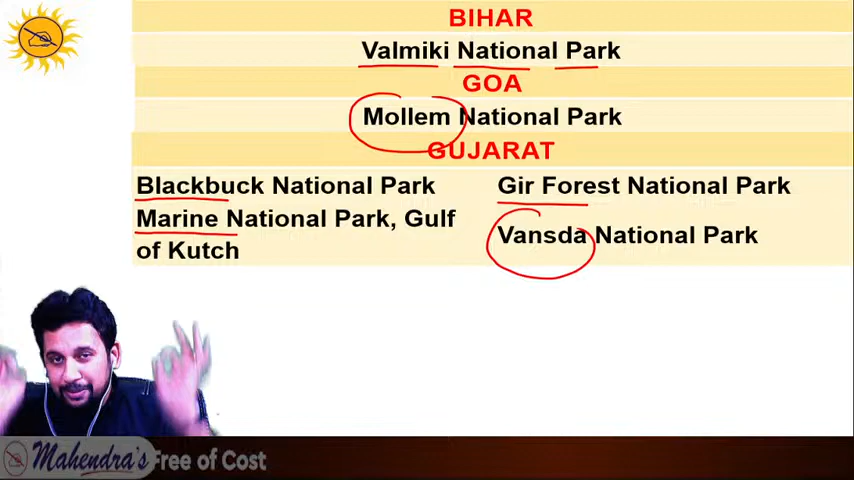 BIHAR
Valmiki National Park
GOA
Mollem National Park
GUJARAT
Blackbuck National Park
Gir Forest National Park
Marine National Park, Gulf
of Kutch
Vansda National Park
Mahendra's Free of Cost